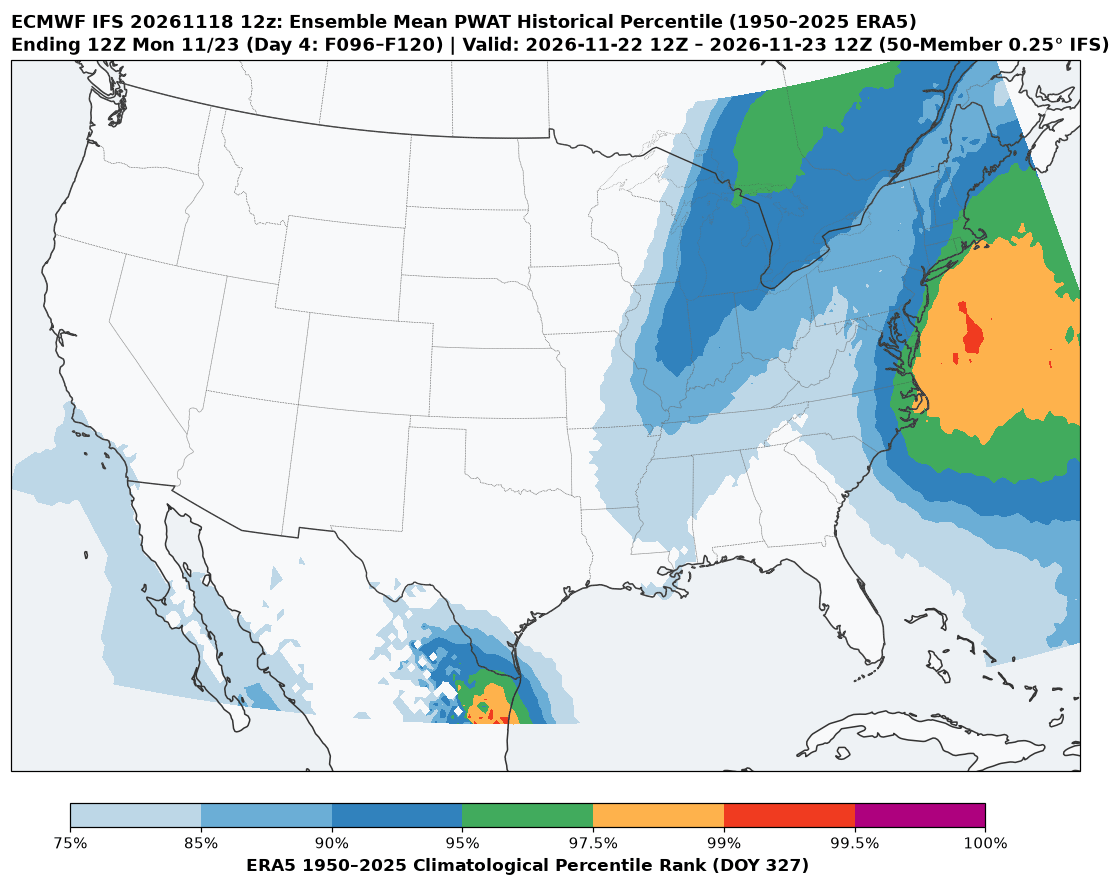 ECMWF IFS 20261118 12z: Ensemble Mean PWAT Historical Percentile (1950–2025 ERA5)
Ending 12Z Mon 11/23 (Day 4: F096–F120) | Valid: 2026-11-22 12Z – 2026-11-23 12Z (50-Member 0.25° IFS)
75% 85% 90% 95% 97.5% 99% 99.5% 100%
ERA5 1950–2025 Climatological Percentile Rank (DOY 327)